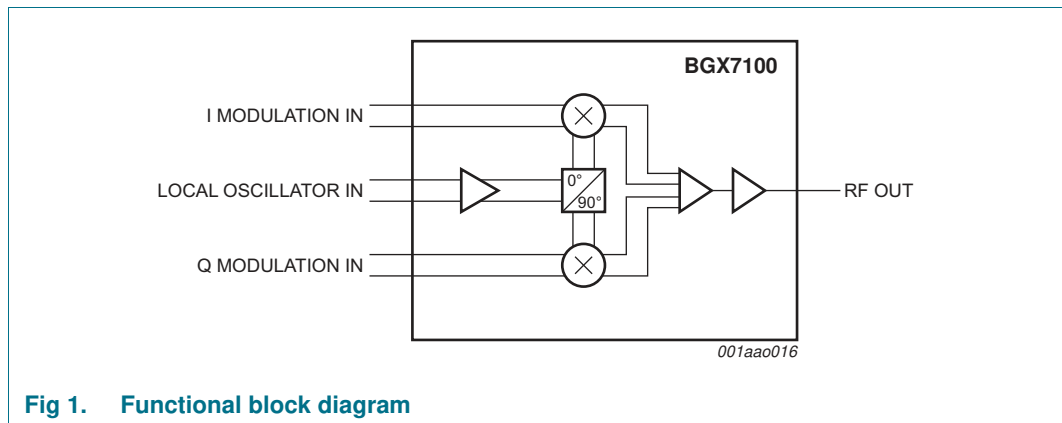 BGX7100
I MODULATION IN
LOCAL OSCILLATOR IN
0°
90°
RF OUT
Q MODULATION IN
001aao016
Fig 1. Functional block diagram